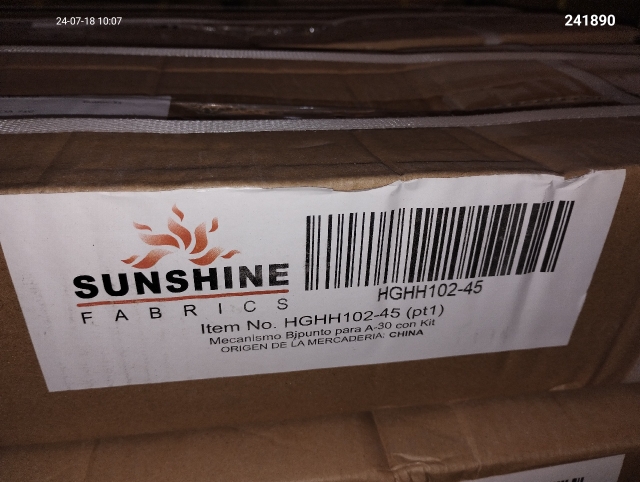 24-07-18 10:07
241890
SUNSHINE
FABRICS
HGHH102-45
Item No. HGHH102-45 (pt1)
Mecanismo Bjpunto para A-30 con Kit
ORIGEN DE LA MERCADERIA: CHINA